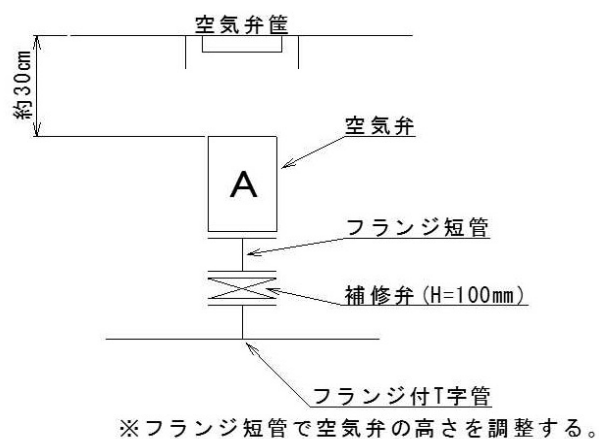 空気弁筐
約30cm
空気弁
A
フランジ短管
補修弁(H=100mm)
フランジ付T字管
※フランジ短管で空気弁の高さを調整する。